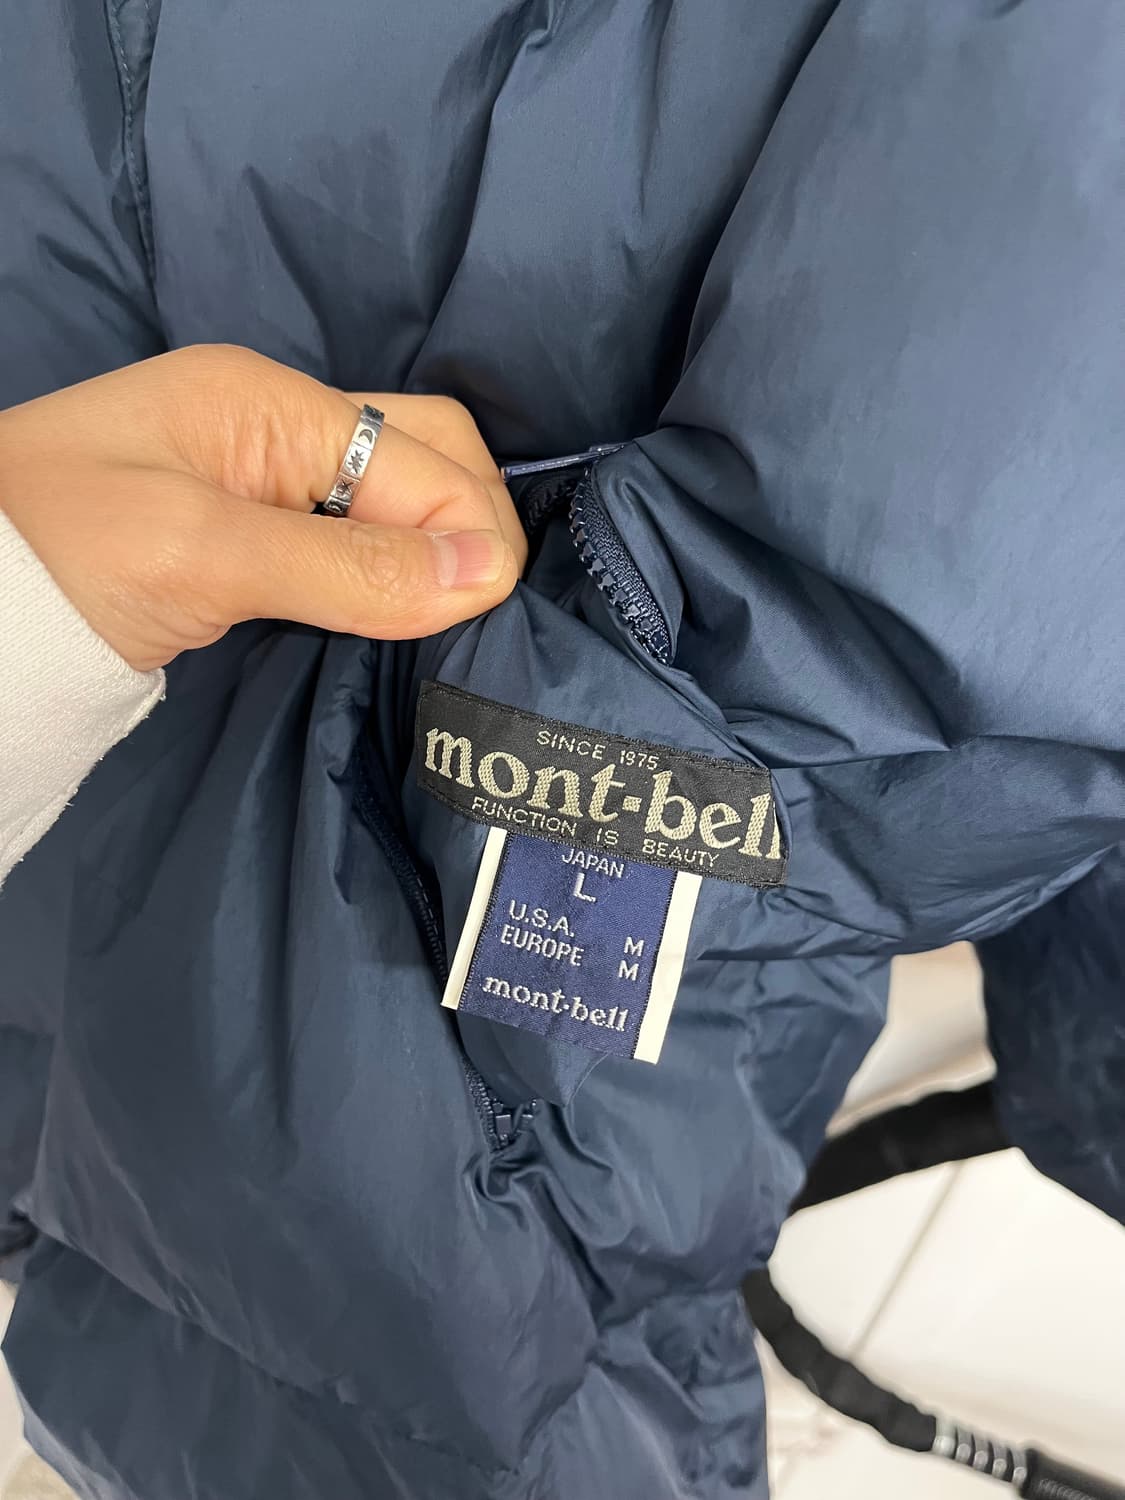 SINCE 1975
mont-bell
FUNCTION IS BEAUTY
JAPAN
L
U.S.A. M
EUROPE M
mont-bell